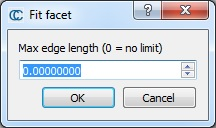 Fit facet
Max edge length (0 = no limit)
0.00000000
OK Cancel